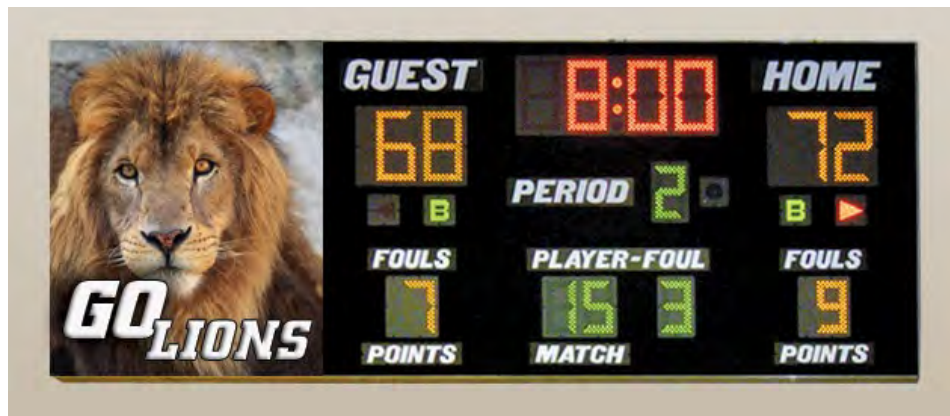 GO
LIONS
GUEST
8:00
HOME
68
72
PERIOD 2
B
B
FOULS
PLAYER-FOUL
FOULS
7
15 3
9
POINTS
MATCH
POINTS